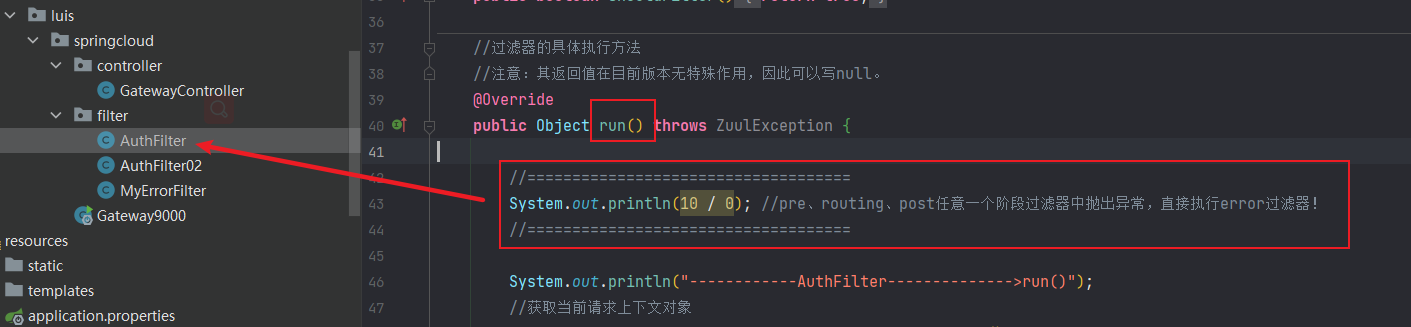 luis
springcloud
controller
GatewayController
filter
AuthFilter
AuthFilter02
MyErrorFilter
Gateway9000
resources
static
templates
application.properties
36
37 //过滤器的具体执行方法
38 //注意：其返回值在目前版本无特殊作用，因此可以写null。
39 @Override
40 public Object run() throws ZuulException {
41
42 //====================================
43 System.out.println(10 / 0); //pre、routing、post任意一个阶段过滤器中抛出异常，直接执行error过滤器!
44 //====================================
45
46 System.out.println("------------AuthFilter-------------->run()");
47 //获取当前请求上下文对象